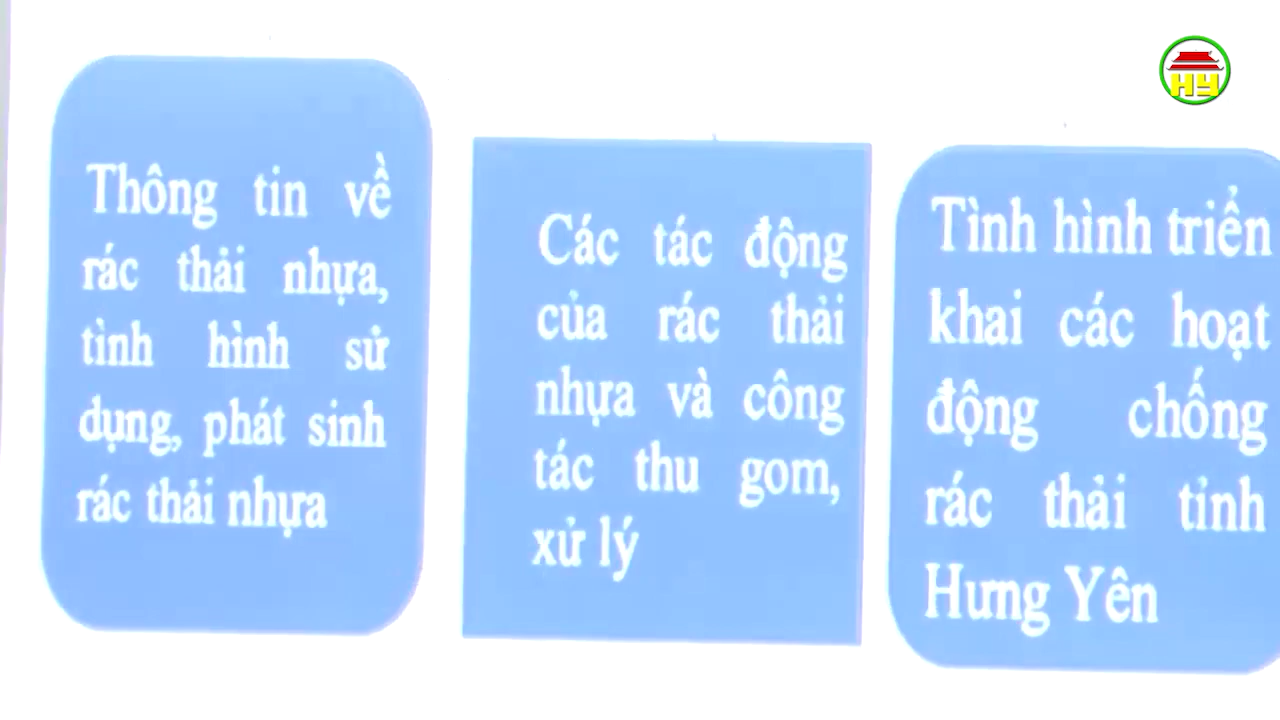 HY
Thông tin về
rác thải nhựa,
tình hình sử
dụng, phát sinh
rác thải nhựa
Các tác động
của rác thải
nhựa và công
tác thu gom,
xử lý
Tình hình triển
khai các hoạt
động chống
rác thải tỉnh
Hưng Yên